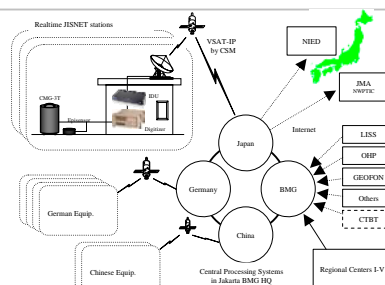 Realtime JISNET stations
VSAT-IP
by CSM
NIED
JMA
NWPTIC
CMG-3T
IDU
Digitizer
Internet
Japan
Germany
BMG
China
LISS
OHP
GEOFON
Others
CTBT
German Equip.
Chinese Equip.
Central Processing Systems
in Jakarta BMG HQ
Regional Centers I-V